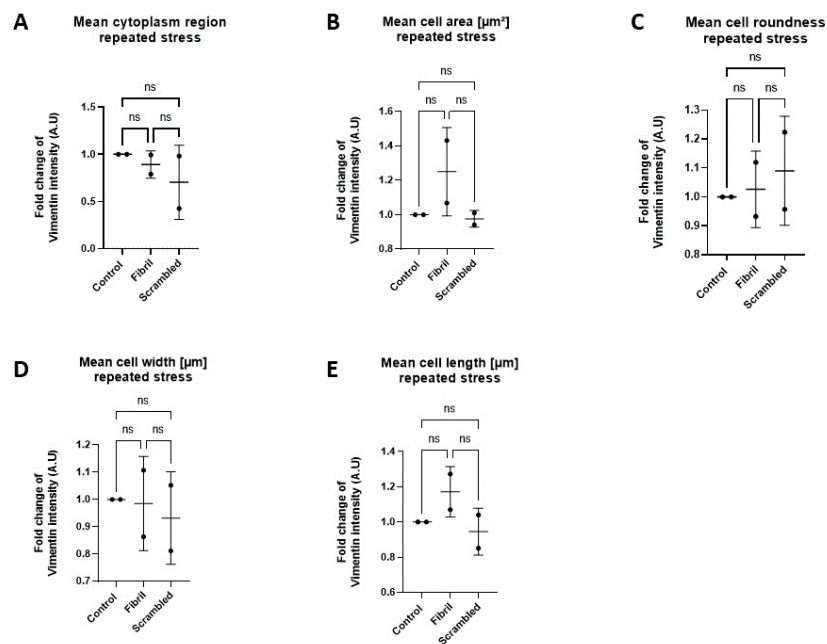 A
Mean cytoplasm region
repeated stress
ns
ns
ns
1.5
1.0
0.5
0.0
Fold change of
Vimentin intensity (A.U)
Control
Fibril
Scrambled
B
Mean cell area [µm²]
repeated stress
ns
ns
ns
1.6
1.4
1.2
1.0
0.8
Fold change of
Vimentin intensity (A.U)
Control
Fibril
Scrambled
C
Mean cell roundness
repeated stress
ns
ns
ns
1.3
1.2
1.1
1.0
0.9
0.8
Fold change of
Vimentin intensity (A.U)
Control
Fibril
Scrambled
D
Mean cell width [µm]
repeated stress
ns
ns
ns
1.2
1.1
1.0
0.9
0.8
0.7
Fold change of
Vimentin intensity (A.U)
Control
Fibril
Scrambled
E
Mean cell length [µm]
repeated stress
ns
ns
ns
1.4
1.2
1.0
0.8
0.6
Fold change of
Vimentin intensity (A.U)
Control
Fibril
Scrambled